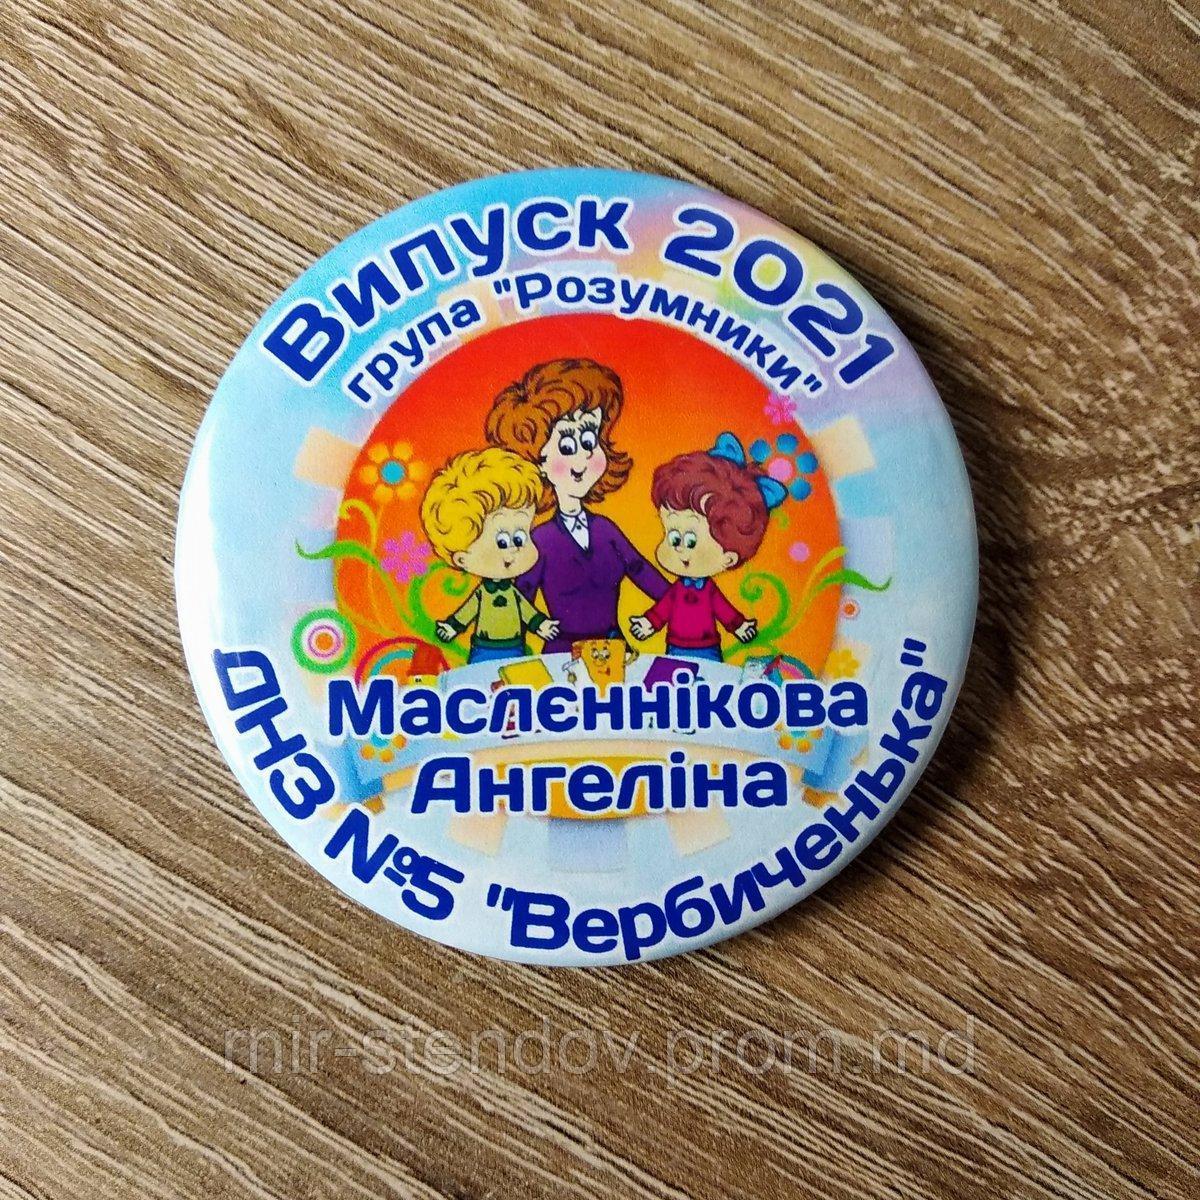 Випуск 2021
група "Розумники"
Маслєннікова
Ангеліна
ДНЗ №5 "Вербиченька"
mir-stendov.prom.md